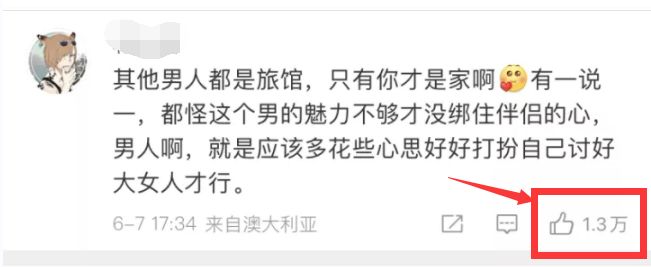 其他男人都是旅馆，只有你才是家啊有一说
一，都怪这个男的魅力不够才没绑住伴侣的心，
男人啊，就是应该多花些心思好好打扮自己讨好
大女人才行。
6-7 17:34 来自澳大利亚
1.3万